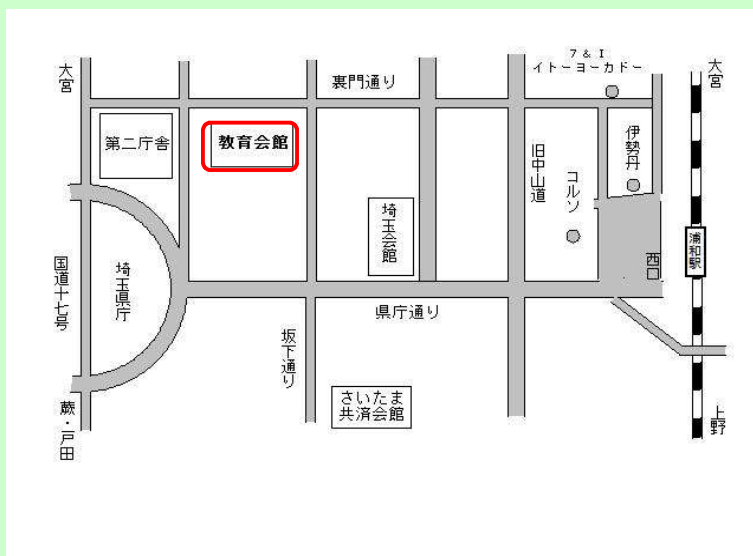 7 & I
イトーヨーカドー
大宮
大宮
裏門通り
第二庁舎
教育会館
伊勢丹
旧中山道
コルソ
埼玉会館
浦和駅
西口
国道十七号
埼玉県庁
県庁通り
坂下通り
さいたま
共済会館
蕨・戸田
上野